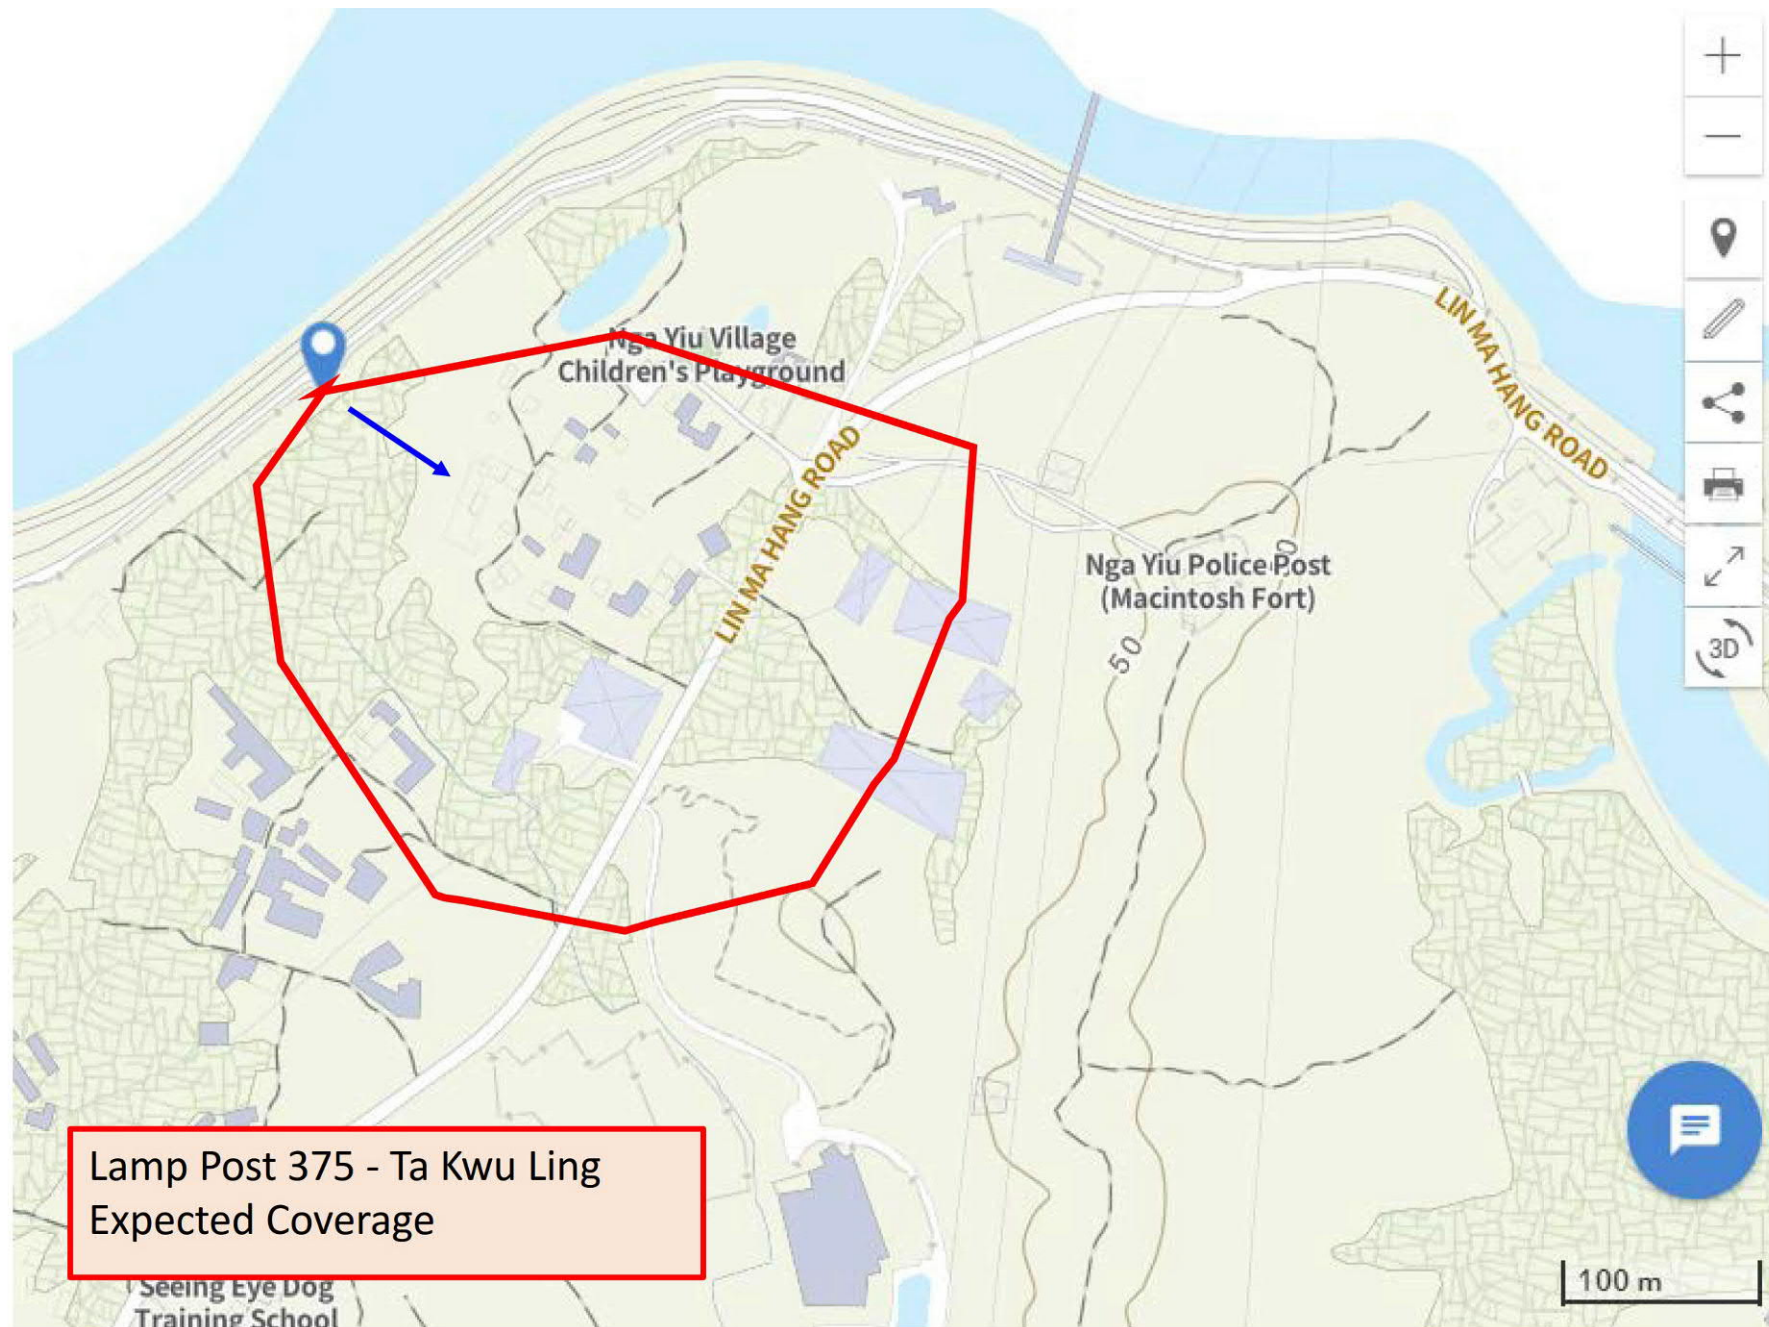 Nga Yiu Village
Children's Playground
LIN MA HANG ROAD
LIN MA HANG ROAD
Nga Yiu Police Post
(Macintosh Fort)
50
3D
Lamp Post 375 - Ta Kwu Ling
Expected Coverage
Seeing Eye Dog
Training School
100 m